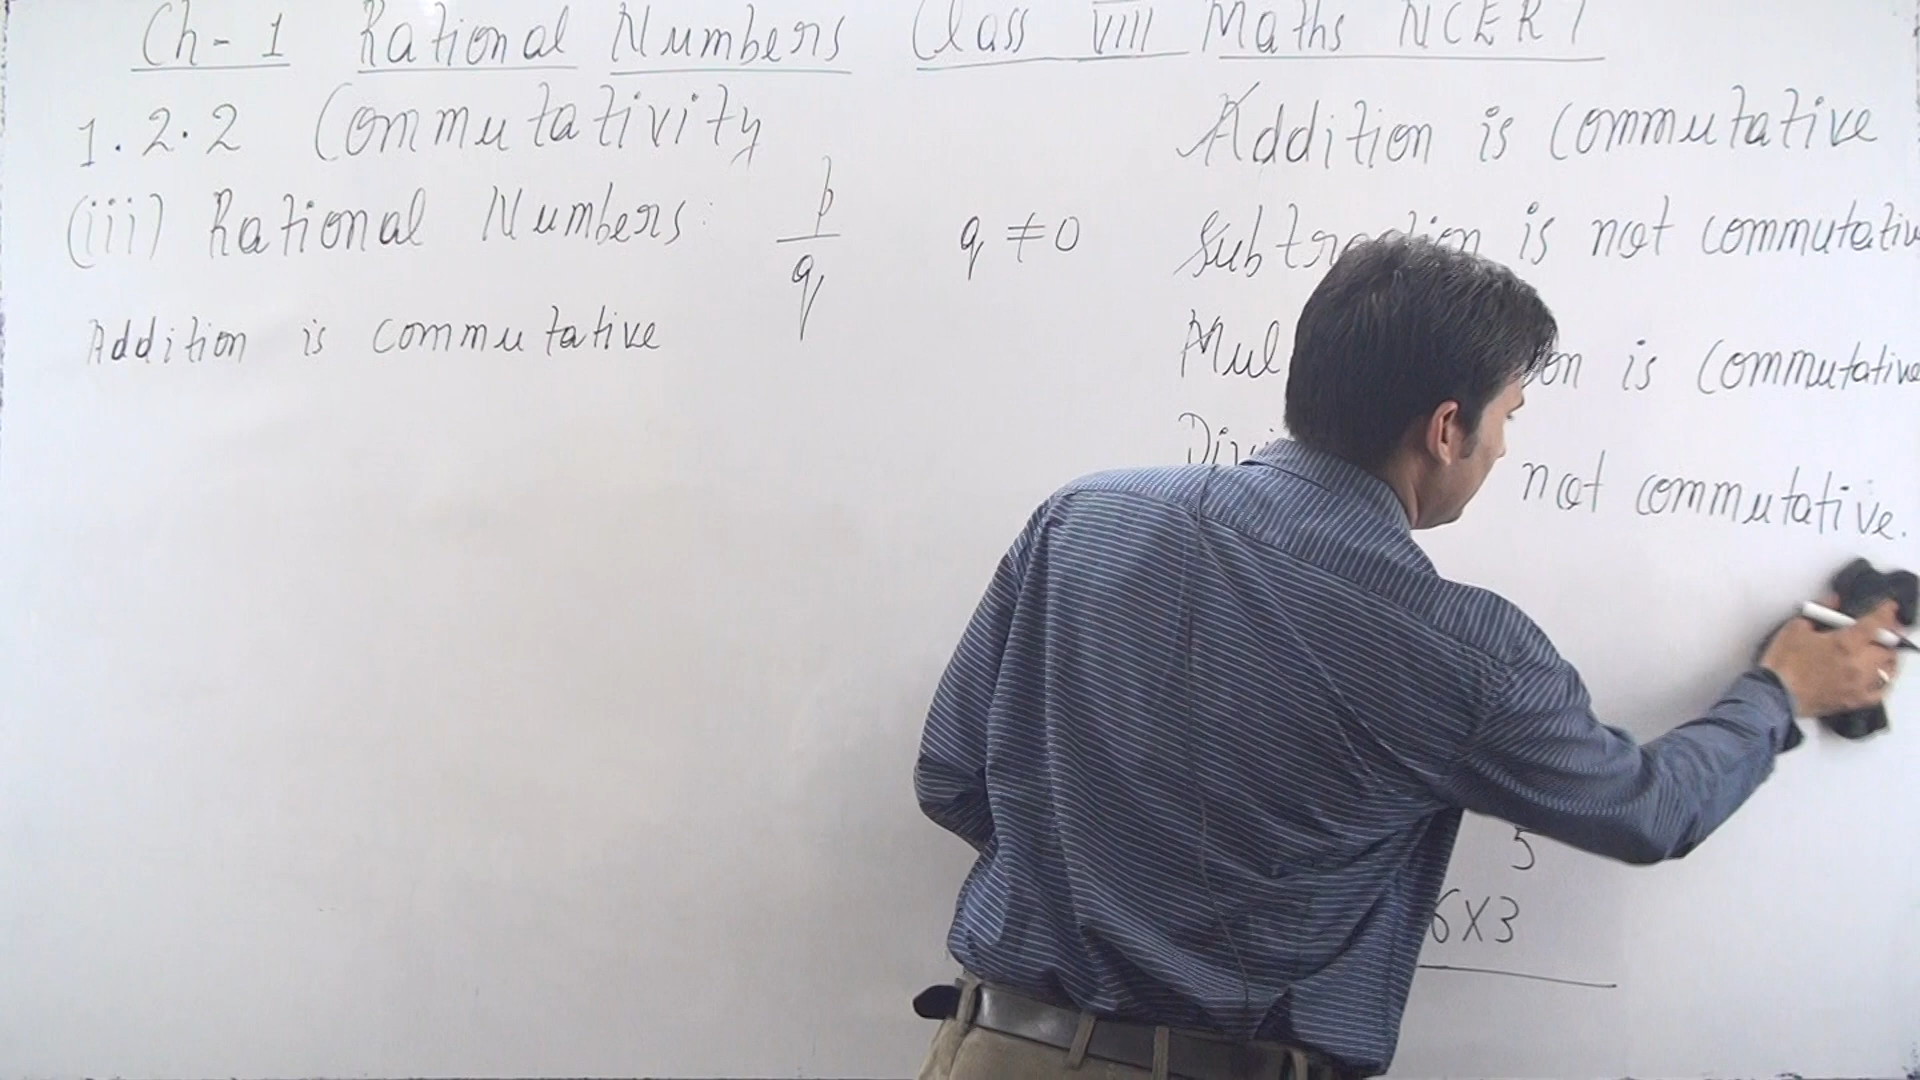 Ch-1 Rational Numbers Class VIII Maths NCERT
1.2.2 Commutativity
(iii) Rational Numbers: p/q q ≠ 0
Addition is commutative
Addition is commutative
Subtraction is not commutative
is commutative
not commutative.
5
6X3